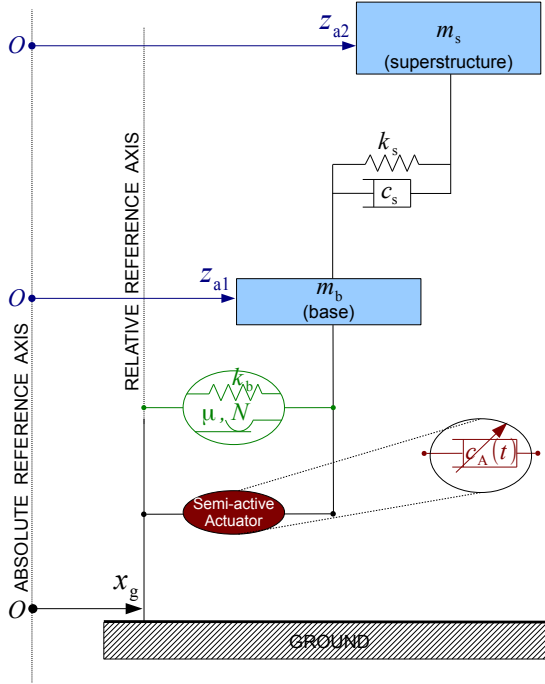 O
z_a2
m_s
(superstructure)
k_s
c_s
RELATIVE REFERENCE AXIS
O
z_a1
m_b
(base)
ABSOLUTE REFERENCE AXIS
k_b
μ, N
c_A(t)
Semi-active
Actuator
O
x_g
GROUND